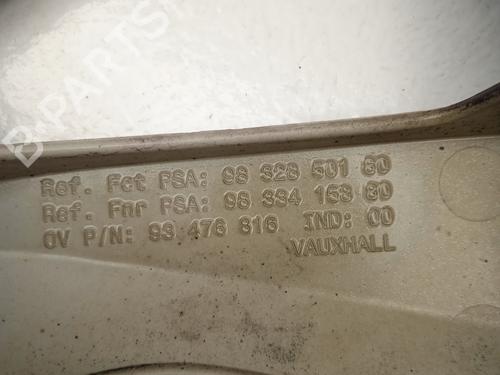 Ref. Fct PSA: 98 328 501 80
Ref. Fnr PSA: 98 334 158 80
OV P/N: 93 476 816 IND: 00
VAUXHALL
B-PARTS